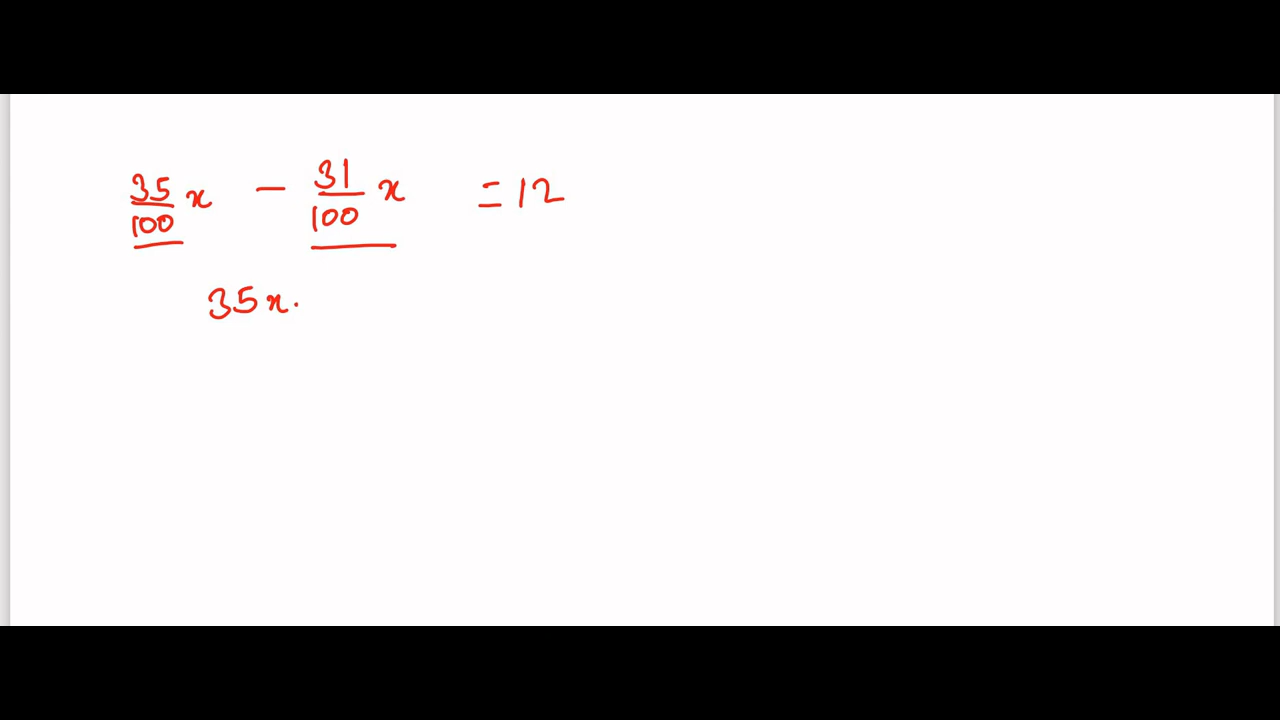 35/100 x - 31/100 x = 12
35x.